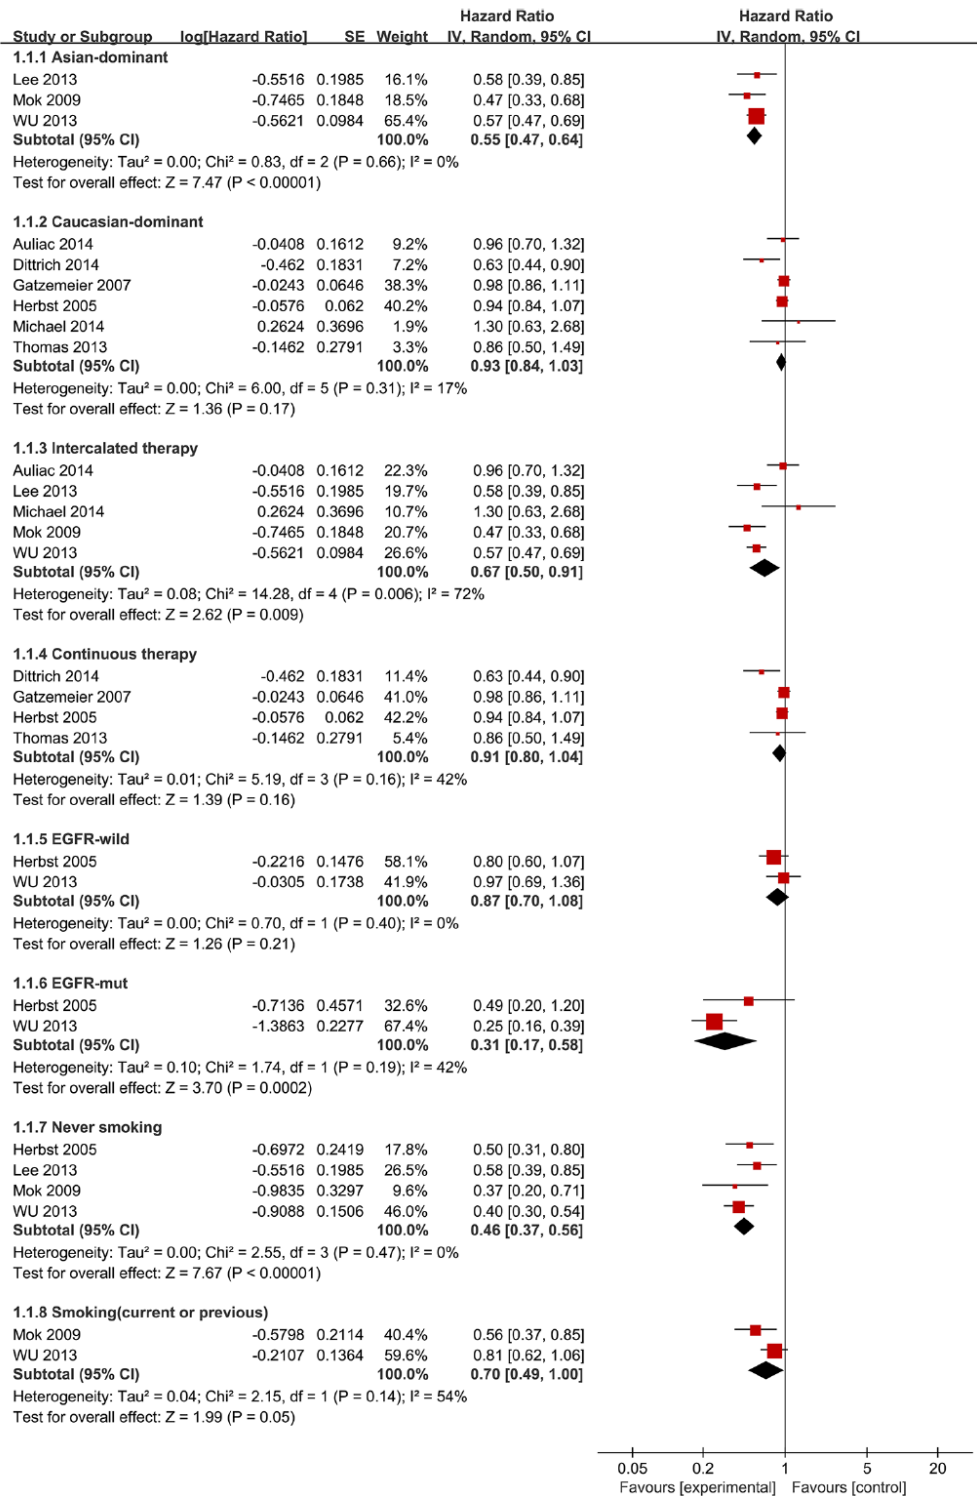 Hazard Ratio Hazard Ratio
Study or Subgroup log[Hazard Ratio] SE Weight IV, Random, 95% CI IV, Random, 95% CI
1.1.1 Asian-dominant
Lee 2013 -0.5516 0.1985 16.1% 0.58 [0.39, 0.85]
Mok 2009 -0.7465 0.1848 18.5% 0.47 [0.33, 0.68]
WU 2013 -0.5621 0.0984 65.4% 0.57 [0.47, 0.69]
Subtotal (95% CI) 100.0% 0.55 [0.47, 0.64]
Heterogeneity: Tau² = 0.00; Chi² = 0.83, df = 2 (P = 0.66); I² = 0%
Test for overall effect: Z = 7.47 (P < 0.00001)
1.1.2 Caucasian-dominant
Auliac 2014 -0.0408 0.1612 9.2% 0.96 [0.70, 1.32]
Dittrich 2014 -0.462 0.1831 7.2% 0.63 [0.44, 0.90]
Gatzemeier 2007 -0.0243 0.0646 38.3% 0.98 [0.86, 1.11]
Herbst 2005 -0.0576 0.062 40.2% 0.94 [0.84, 1.07]
Michael 2014 0.2624 0.3696 1.9% 1.30 [0.63, 2.68]
Thomas 2013 -0.1462 0.2791 3.3% 0.86 [0.50, 1.49]
Subtotal (95% CI) 100.0% 0.93 [0.84, 1.03]
Heterogeneity: Tau² = 0.00; Chi² = 6.00, df = 5 (P = 0.31); I² = 17%
Test for overall effect: Z = 1.36 (P = 0.17)
1.1.3 Intercalated therapy
Auliac 2014 -0.0408 0.1612 22.3% 0.96 [0.70, 1.32]
Lee 2013 -0.5516 0.1985 19.7% 0.58 [0.39, 0.85]
Michael 2014 0.2624 0.3696 10.7% 1.30 [0.63, 2.68]
Mok 2009 -0.7465 0.1848 20.7% 0.47 [0.33, 0.68]
WU 2013 -0.5621 0.0984 26.6% 0.57 [0.47, 0.69]
Subtotal (95% CI) 100.0% 0.67 [0.50, 0.91]
Heterogeneity: Tau² = 0.08; Chi² = 14.28, df = 4 (P = 0.006); I² = 72%
Test for overall effect: Z = 2.62 (P = 0.009)
1.1.4 Continuous therapy
Dittrich 2014 -0.462 0.1831 11.4% 0.63 [0.44, 0.90]
Gatzemeier 2007 -0.0243 0.0646 41.0% 0.98 [0.86, 1.11]
Herbst 2005 -0.0576 0.062 42.2% 0.94 [0.84, 1.07]
Thomas 2013 -0.1462 0.2791 5.4% 0.86 [0.50, 1.49]
Subtotal (95% CI) 100.0% 0.91 [0.80, 1.04]
Heterogeneity: Tau² = 0.01; Chi² = 5.19, df = 3 (P = 0.16); I² = 42%
Test for overall effect: Z = 1.39 (P = 0.16)
1.1.5 EGFR-wild
Herbst 2005 -0.2216 0.1476 58.1% 0.80 [0.60, 1.07]
WU 2013 -0.0305 0.1738 41.9% 0.97 [0.69, 1.36]
Subtotal (95% CI) 100.0% 0.87 [0.70, 1.08]
Heterogeneity: Tau² = 0.00; Chi² = 0.70, df = 1 (P = 0.40); I² = 0%
Test for overall effect: Z = 1.26 (P = 0.21)
1.1.6 EGFR-mut
Herbst 2005 -0.7136 0.4571 32.6% 0.49 [0.20, 1.20]
WU 2013 -1.3863 0.2277 67.4% 0.25 [0.16, 0.39]
Subtotal (95% CI) 100.0% 0.31 [0.17, 0.58]
Heterogeneity: Tau² = 0.10; Chi² = 1.74, df = 1 (P = 0.19); I² = 42%
Test for overall effect: Z = 3.70 (P = 0.0002)
1.1.7 Never smoking
Herbst 2005 -0.6972 0.2419 17.8% 0.50 [0.31, 0.80]
Lee 2013 -0.5516 0.1985 26.5% 0.58 [0.39, 0.85]
Mok 2009 -0.9835 0.3297 9.6% 0.37 [0.20, 0.71]
WU 2013 -0.9088 0.1506 46.0% 0.40 [0.30, 0.54]
Subtotal (95% CI) 100.0% 0.46 [0.37, 0.56]
Heterogeneity: Tau² = 0.00; Chi² = 2.55, df = 3 (P = 0.47); I² = 0%
Test for overall effect: Z = 7.67 (P < 0.00001)
1.1.8 Smoking(current or previous)
Mok 2009 -0.5798 0.2114 40.4% 0.56 [0.37, 0.85]
WU 2013 -0.2107 0.1364 59.6% 0.81 [0.62, 1.06]
Subtotal (95% CI) 100.0% 0.70 [0.49, 1.00]
Heterogeneity: Tau² = 0.04; Chi² = 2.15, df = 1 (P = 0.14); I² = 54%
Test for overall effect: Z = 1.99 (P = 0.05)
0.05 0.2 1 5 20
Favours [experimental] Favours [control]